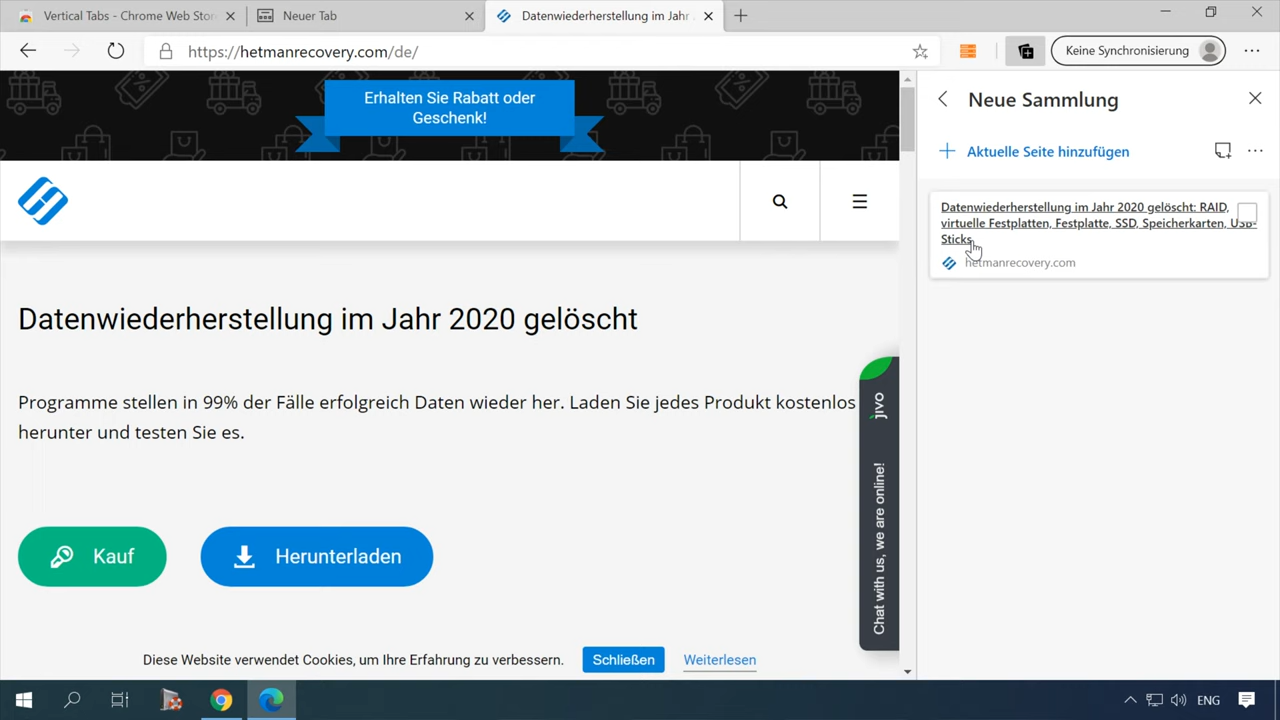 Vertical Tabs - Chrome Web Stor
Neuer Tab
Datenwiederherstellung im Jahr
https://hetmanrecovery.com/de/
Keine Synchronisierung
Erhalten Sie Rabatt oder
Geschenk!
Datenwiederherstellung im Jahr 2020 gelöscht
Programme stellen in 99% der Fälle erfolgreich Daten wieder her. Laden Sie jedes Produkt kostenlos
herunter und testen Sie es.
Kauf
Herunterladen
jivo
Chat with us, we are online!
Diese Website verwendet Cookies, um Ihre Erfahrung zu verbessern.
Schließen
Weiterlesen
Neue Sammlung
Aktuelle Seite hinzufügen
Datenwiederherstellung im Jahr 2020 gelöscht: RAID,
virtuelle Festplatten, Festplatte, SSD, Speicherkarten, USB-
Sticks
hetmanrecovery.com
ENG